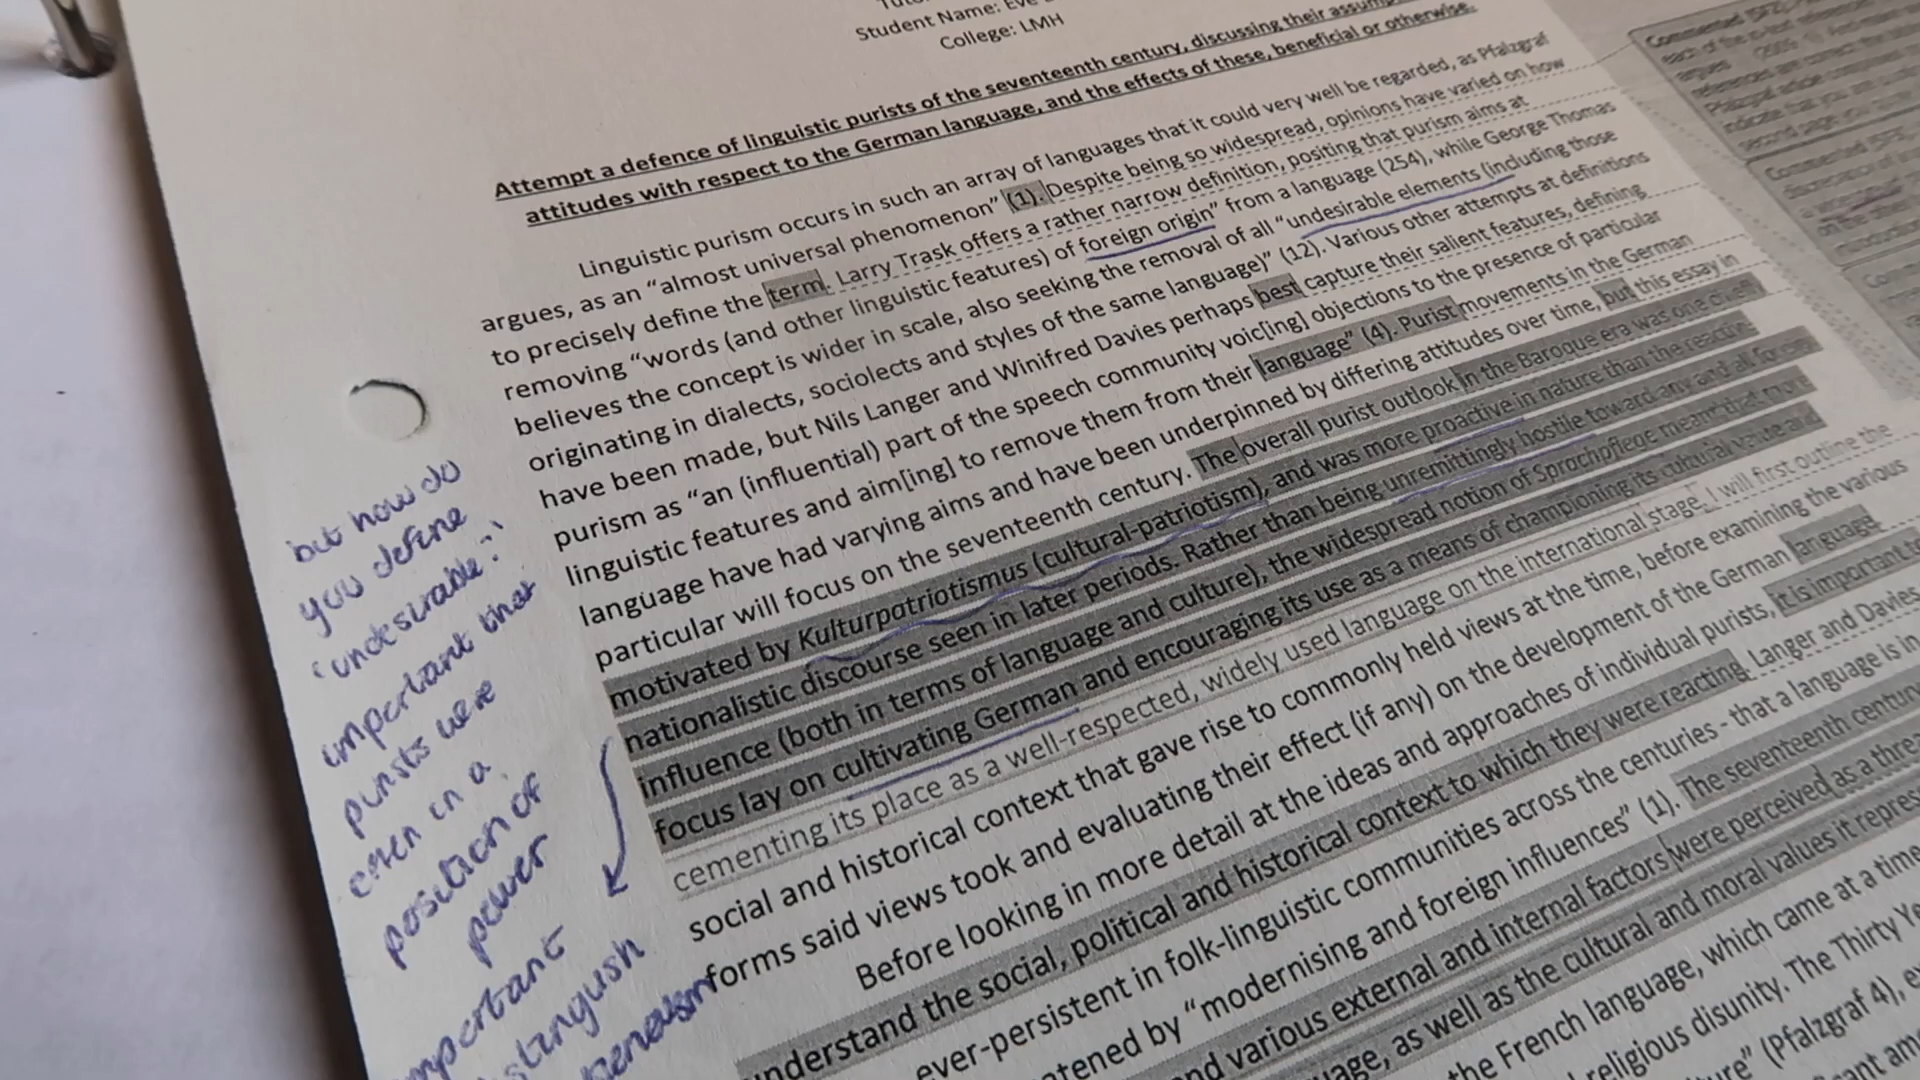 Student Name: Eve
College: LMH
Attempt a defence of linguistic purists of the seventeenth century, discussing their
attitudes with respect to the German language, and the effects of these, beneficial or otherwise.
Linguistic purism occurs in such an array of languages that it could very well be regarded, as Pfalzgraf
argues, as an “almost universal phenomenon” (1). Despite being so widespread, opinions have varied on how
to precisely define the term. Larry Trask offers a rather narrow definition, positing that purism aims at
removing “words (and other linguistic features) of foreign origin” from a language (254), while George Thomas
believes the concept is wider in scale, also seeking the removal of all “undesirable elements (including those
originating in dialects, sociolects and styles of the same language)” (12). Various other attempts at definitions
have been made, but Nils Langer and Winifred Davies perhaps best capture their salient features, defining
purism as “an (influential) part of the speech community voic[ing] objections to the presence of particular
linguistic features and aim[ing] to remove them from their language” (4). Purist movements in the German
language have had varying aims and have been underpinned by differing attitudes over time, but this essay in
particular will focus on the seventeenth century. The overall purist outlook in the Baroque era was one chiefly
motivated by Kulturpatriotismus (cultural-patriotism), and was more proactive in nature than the reactive
nationalistic discourse seen in later periods. Rather than being unremittingly hostile toward any and all foreign
influence (both in terms of language and culture), the widespread notion of Sprachpflege meant that more
focus lay on cultivating German and encouraging its use as a means of championing its cultural value and
cementing its place as a well-respected, widely used language on the international stage. I will first outline the
social and historical context that gave rise to commonly held views at the time, before examining the various
forms said views took and evaluating their effect (if any) on the development of the German language.
Before looking in more detail at the ideas and approaches of individual purists, it is important to
understand the social, political and historical context to which they were reacting. Langer and Davies
ever-persistent in folk-linguistic communities across the centuries - that a language is in
by “modernising and foreign influences” (1). The seventeenth century
various external and internal factors were perceived as a threat
as well as the cultural and moral values it
the French language, which came at a time
religious disunity. The Thirty
(Pfalzgraf 4),
but how do
you define
'undesirable?'
important that
purists were
often in a
position of
power